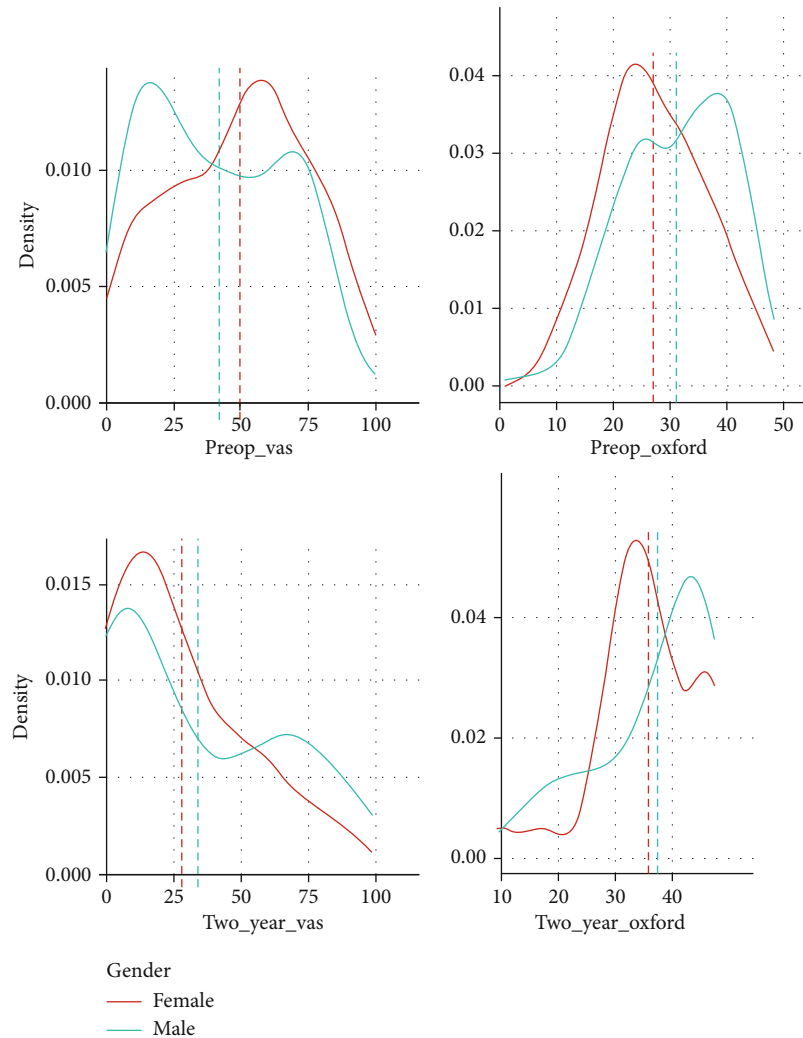 Density
0.010
0.005
0.000
0 25 50 75 100
Preop_vas
0.04
0.03
0.02
0.01
0.00
0 10 20 30 40 50
Preop_oxford
Density
0.015
0.010
0.005
0.000
0 25 50 75 100
Two_year_vas
0.04
0.02
0.00
10 20 30 40
Two_year_oxford
Gender
Female
Male